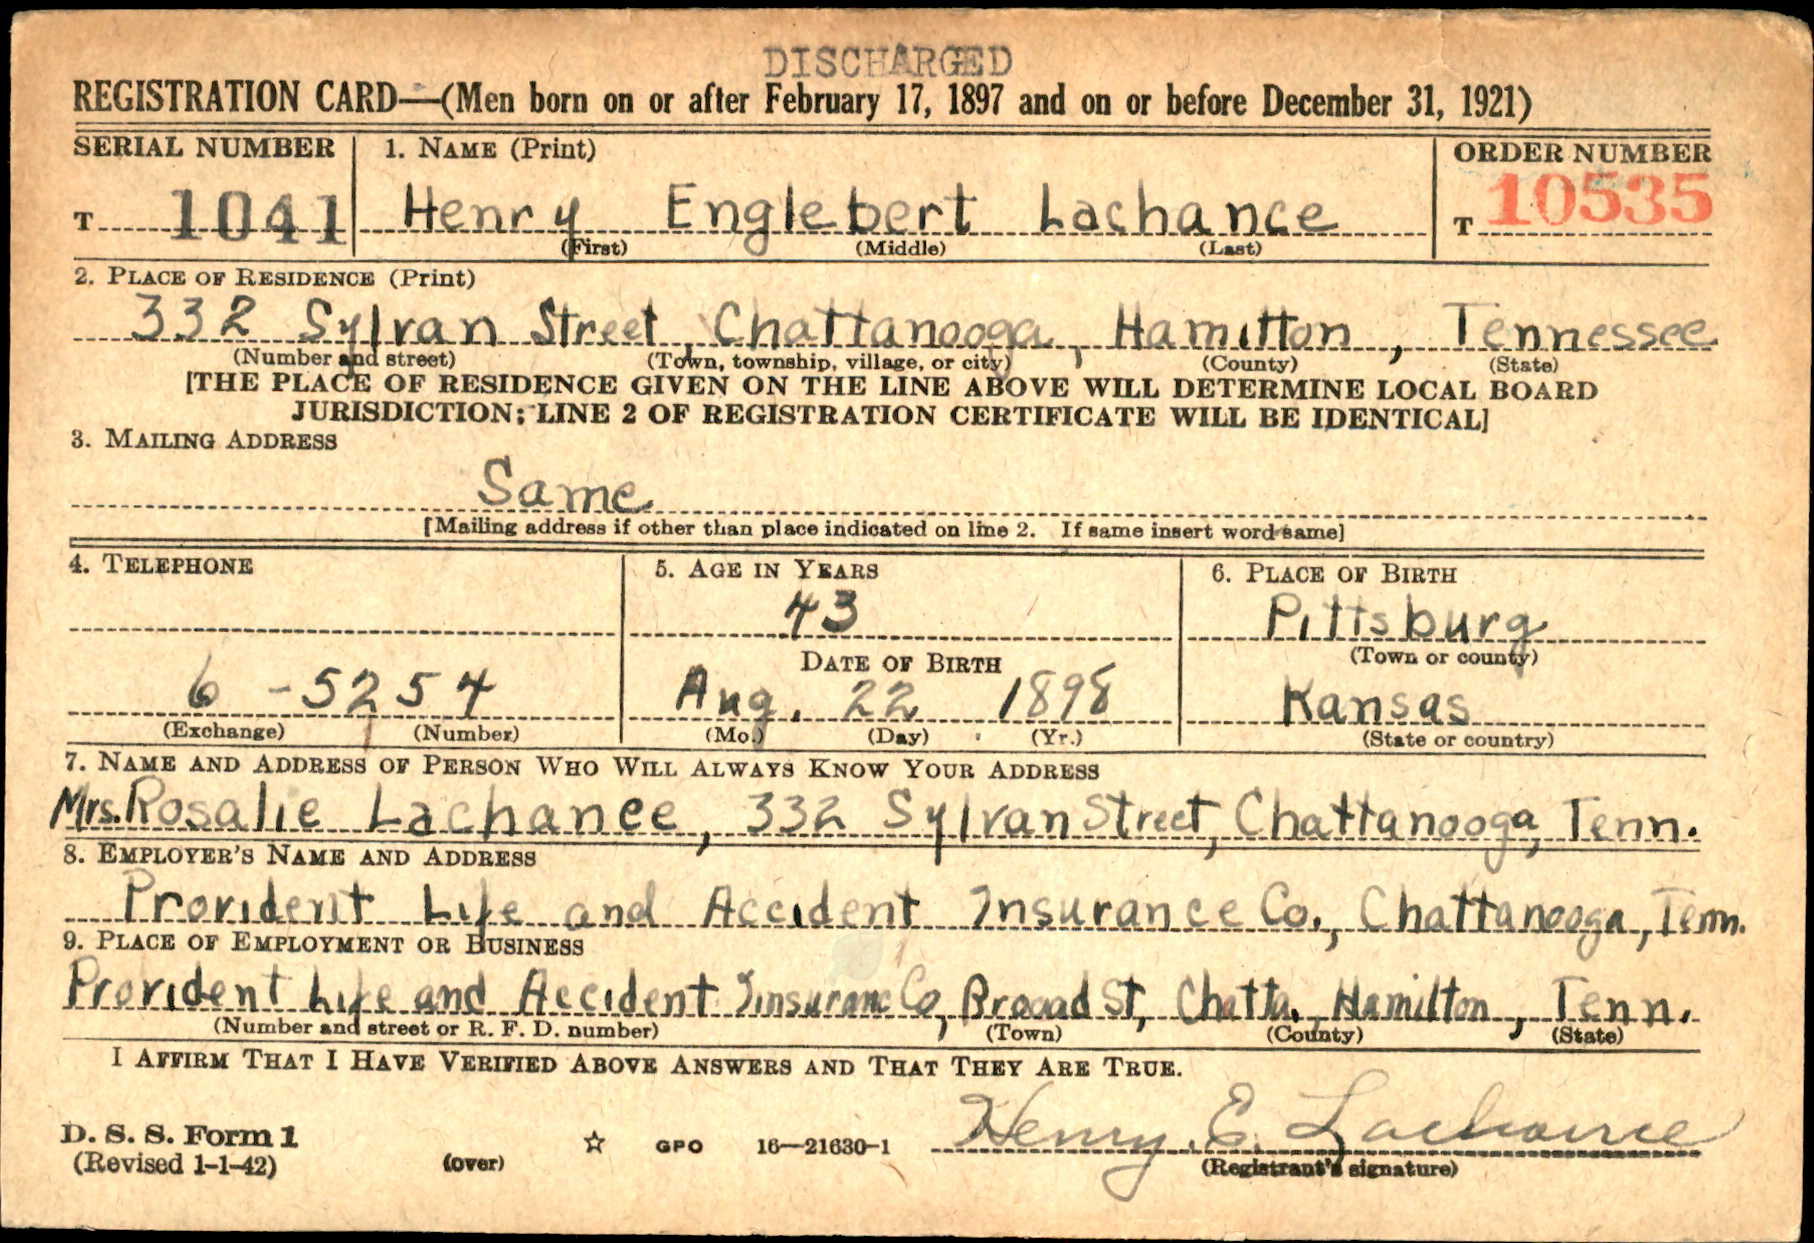 DISCHARGED
REGISTRATION CARD—(Men born on or after February 17, 1897 and on or before December 31, 1921)
SERIAL NUMBER 1. NAME (Print) ORDER NUMBER
T 1041 Henry Englebert Lachance T 10535
(First) (Middle) (Last)
2. PLACE OF RESIDENCE (Print)
332 Sylvan Street, Chattanooga, Hamilton, Tennessee
(Number and street) (Town, township, village, or city) (County) (State)
[THE PLACE OF RESIDENCE GIVEN ON THE LINE ABOVE WILL DETERMINE LOCAL BOARD
JURISDICTION; LINE 2 OF REGISTRATION CERTIFICATE WILL BE IDENTICAL]
3. MAILING ADDRESS
Same
[Mailing address if other than place indicated on line 2. If same insert word same]
4. TELEPHONE 5. AGE IN YEARS 6. PLACE OF BIRTH
43 Pittsburg
DATE OF BIRTH (Town or county)
6-5254 Aug. 22 1898 Kansas
(Exchange) (Number) (Mo.) (Day) (Yr.) (State or country)
7. NAME AND ADDRESS OF PERSON WHO WILL ALWAYS KNOW YOUR ADDRESS
Mrs. Rosalie Lachance, 332 Sylvan Street, Chattanooga, Tenn.
8. EMPLOYER'S NAME AND ADDRESS
Provident Life and Accident Insurance Co., Chattanooga, Tenn.
9. PLACE OF EMPLOYMENT OR BUSINESS
Provident Life and Accident Iinsuranc Co, Broad St, Chatta. Hamilton, Tenn.
(Number and street or R. F. D. number) (Town) (County) (State)
I AFFIRM THAT I HAVE VERIFIED ABOVE ANSWERS AND THAT THEY ARE TRUE.
Henry. E. Lachance
D. S. S. Form 1
(Revised 1-1-42) (over) ☆ GPO 16—21630-1 (Registrant's signature)